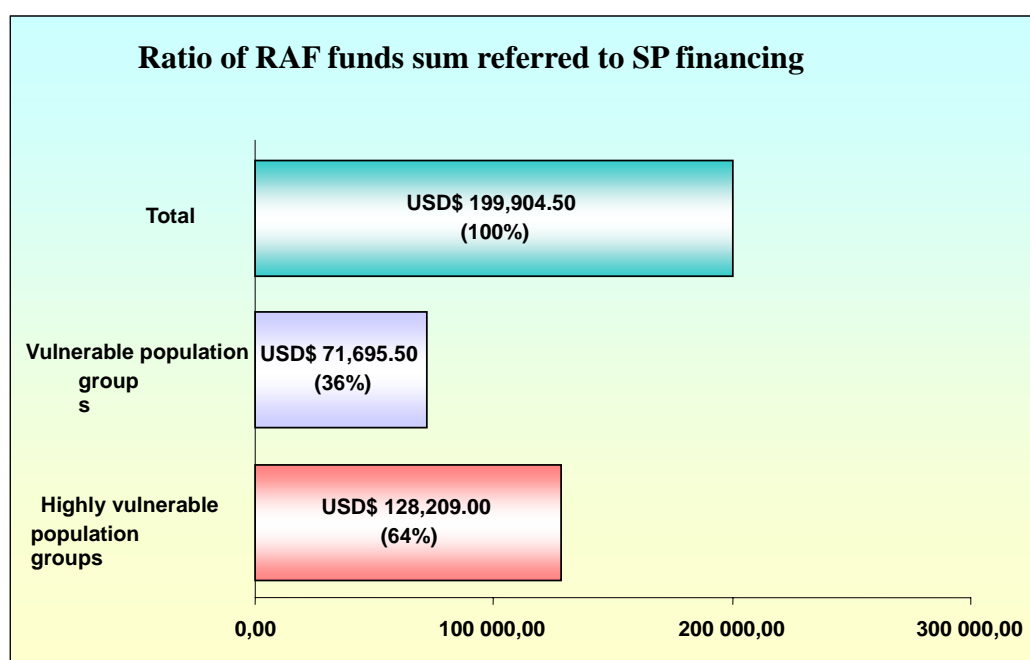 Ratio of RAF funds sum referred to SP financing
Total
USD$ 199,904.50
(100%)
Vulnerable population
group
s
USD$ 71,695.50
(36%)
Highly vulnerable
population
groups
USD$ 128,209.00
(64%)
0,00 100 000,00 200 000,00 300 000,00